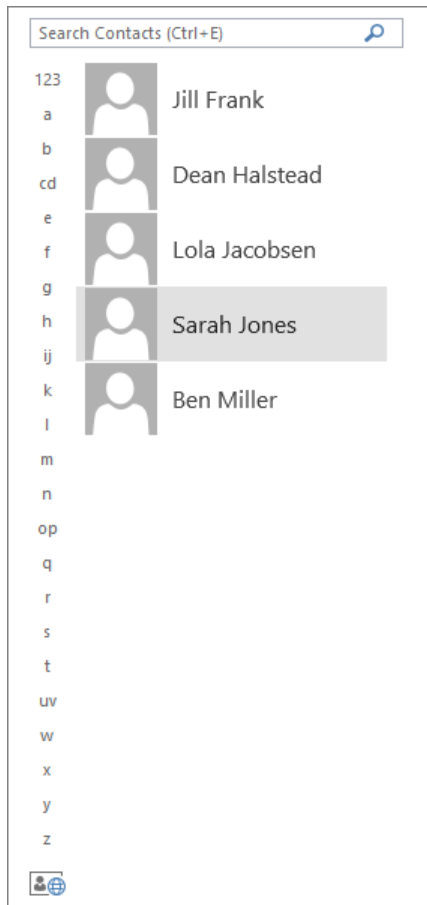 Search Contacts (Ctrl+E)
123
a
b
cd
e
f
g
h
ij
k
l
m
n
op
q
r
s
t
uv
w
x
y
z
Jill Frank
Dean Halstead
Lola Jacobsen
Sarah Jones
Ben Miller